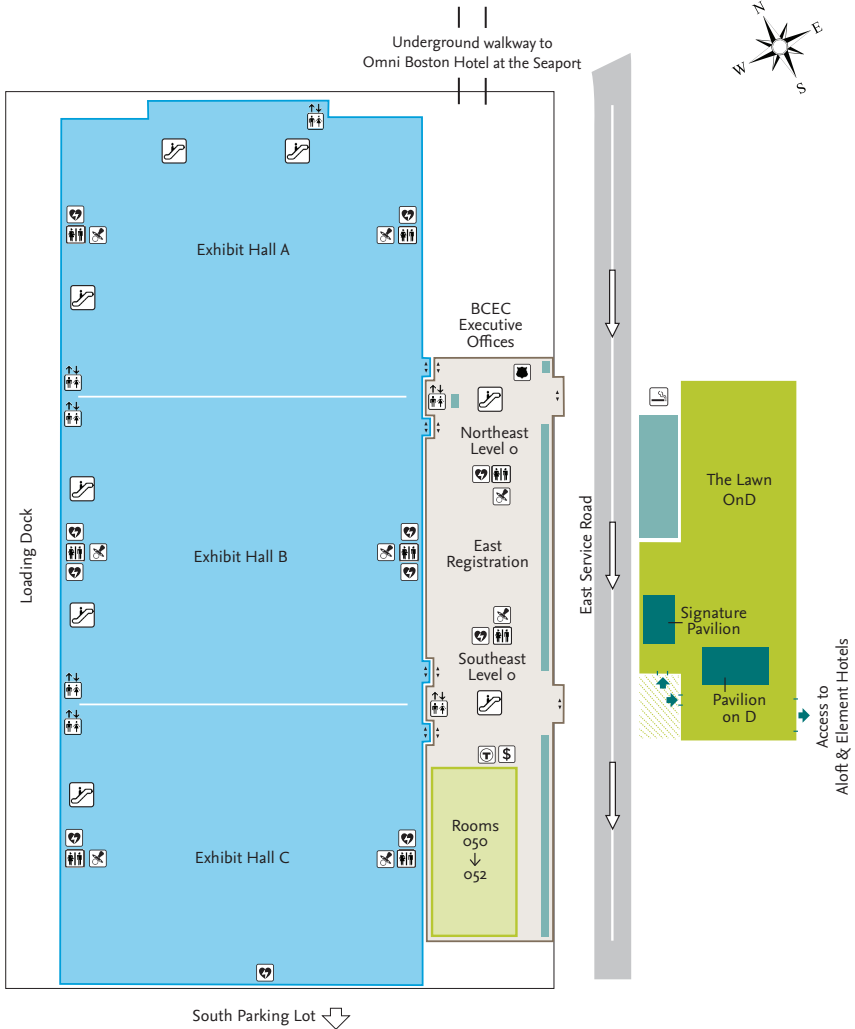 Underground walkway to
Omni Boston Hotel at the Seaport
N
E
W
S
Exhibit Hall A
BCEC
Executive
Offices
Northeast
Level 0
The Lawn
OnD
Loading Dock
Exhibit Hall B
East
Registration
East Service Road
Signature
Pavilion
Southeast
Level 0
Pavilion
on D
Access to
Aloft & Element Hotels
T
$
Rooms
050
↓
052
Exhibit Hall C
South Parking Lot